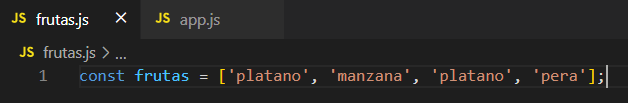 JS frutas.js × JS app.js
JS frutas.js > ...
1 const frutas = ['platano', 'manzana', 'platano', 'pera'];